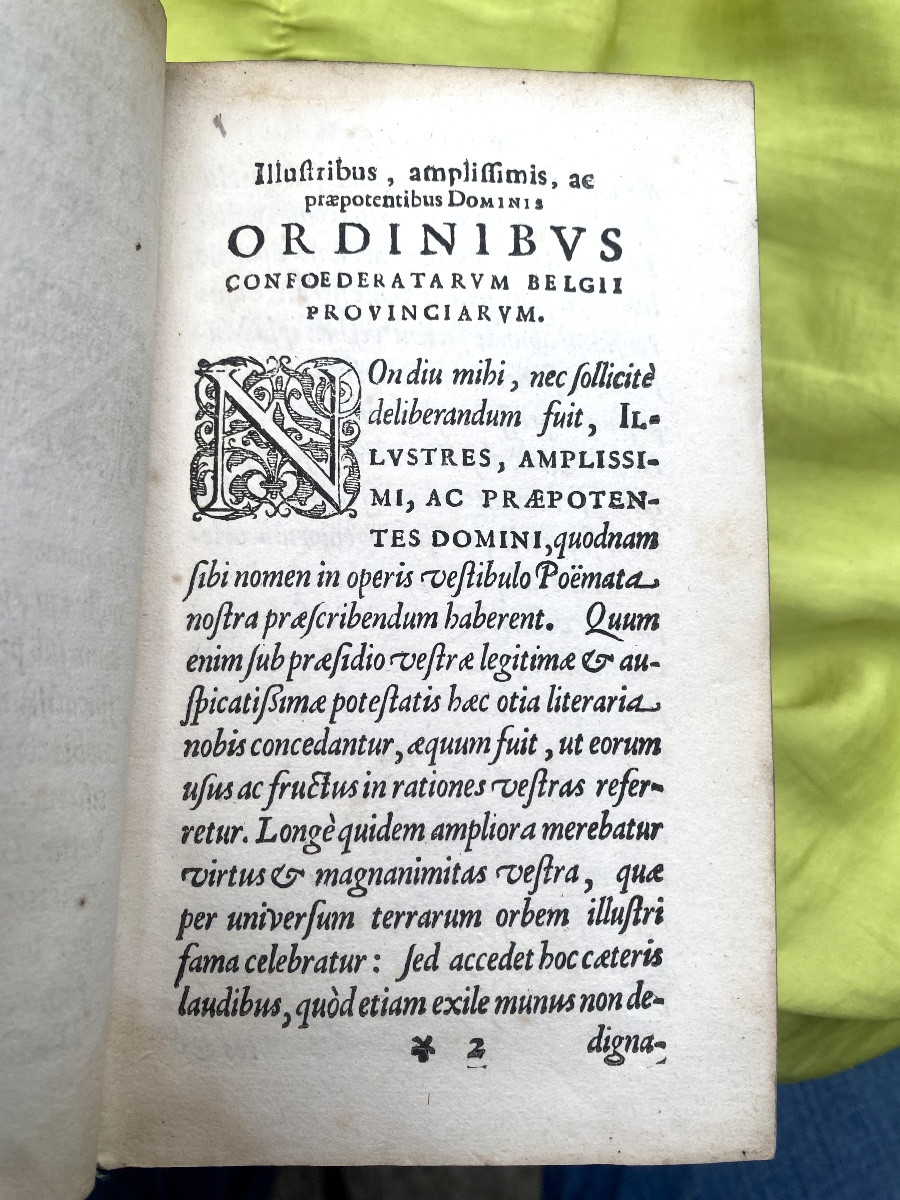 Illuſtribus, ampliſſimis, ac
præpotentibus DOMINIS
ORDINIBVS
CONFOEDERATARVM BELGII
PROVINCIARVM.
NOn diu mihi, nec ſollicitè
deliberandum fuit, IL-
LVSTRES, AMPLISSI-
MI, AC PRÆPOTEN-
TES DOMINI, quodnam
ſibi nomen in operis veſtibulo Poëmata
noſtra præſcribendum haberent. Quum
enim ſub præſidio veſtræ legitimæ & au-
ſpicatiſſimæ poteſtatis hæc otia literaria
nobis concedantur, æquum fuit, ut eorum
uſus ac fructus in rationes veſtras refer-
retur. Longè quidem ampliora merebatur
virtus & magnanimitas veſtra, quæ
per univerſum terrarum orbem illuſtri
fama celebratur: ſed accedet hoc cæteris
laudibus, quòd etiam exile munus non de-
* 2 digna-